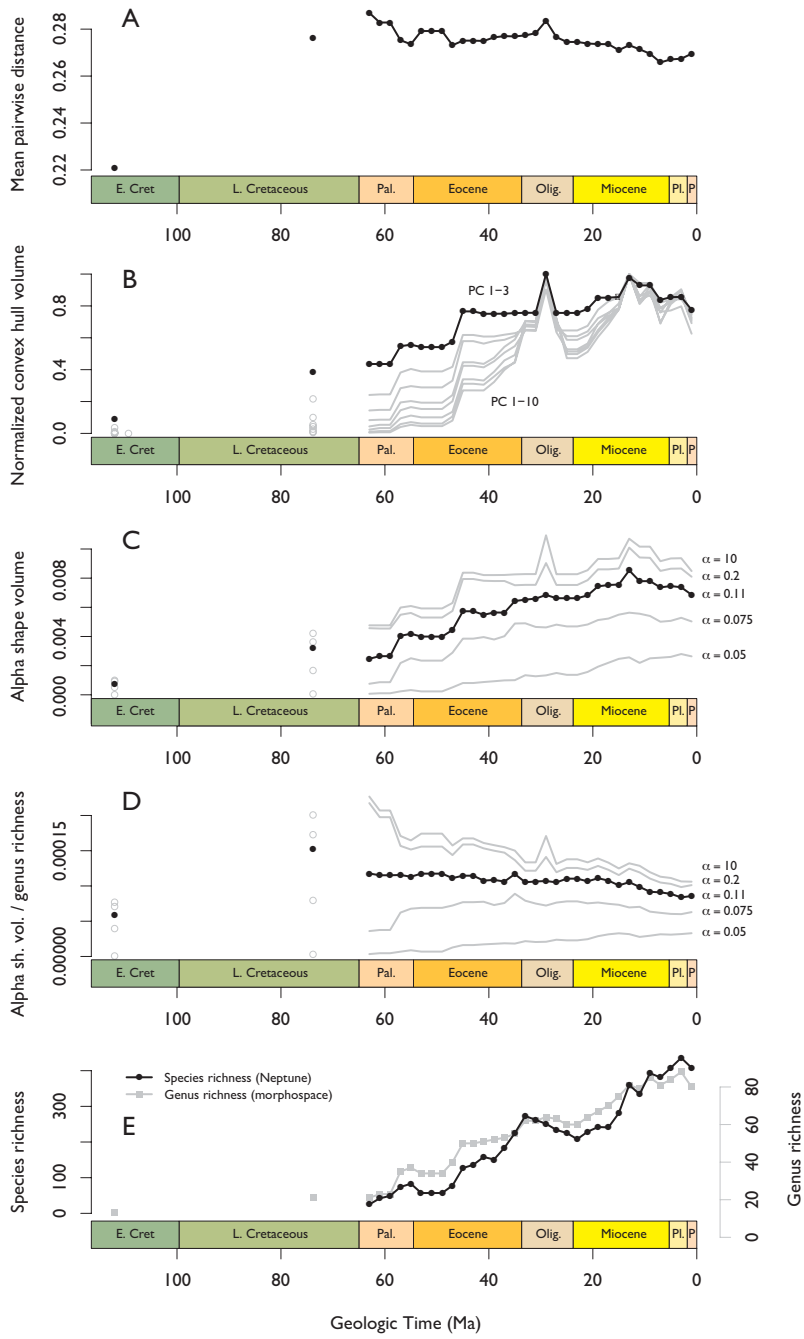 A
Mean pairwise distance
0.28
0.26
0.24
0.22
E. Cret
L. Cretaceous
Pal.
Eocene
Olig.
Miocene
Pl.
P
100
80
60
40
20
0
B
Normalized convex hull volume
0.8
0.4
0.0
PC 1–3
PC 1–10
E. Cret
L. Cretaceous
Pal.
Eocene
Olig.
Miocene
Pl.
P
100
80
60
40
20
0
C
Alpha shape volume
0.008
0.004
0.000
α = 10
α = 0.2
α = 0.11
α = 0.075
α = 0.05
E. Cret
L. Cretaceous
Pal.
Eocene
Olig.
Miocene
Pl.
P
100
80
60
40
20
0
D
Alpha sh. vol. / genus richness
0.00015
0.00000
α = 10
α = 0.2
α = 0.11
α = 0.075
α = 0.05
E. Cret
L. Cretaceous
Pal.
Eocene
Olig.
Miocene
Pl.
P
100
80
60
40
20
0
Species richness (Neptune)
Genus richness (morphospace)
E
Species richness
300
100
0
Genus richness
80
60
40
20
0
E. Cret
L. Cretaceous
Pal.
Eocene
Olig.
Miocene
Pl.
P
100
80
60
40
20
0
Geologic Time (Ma)